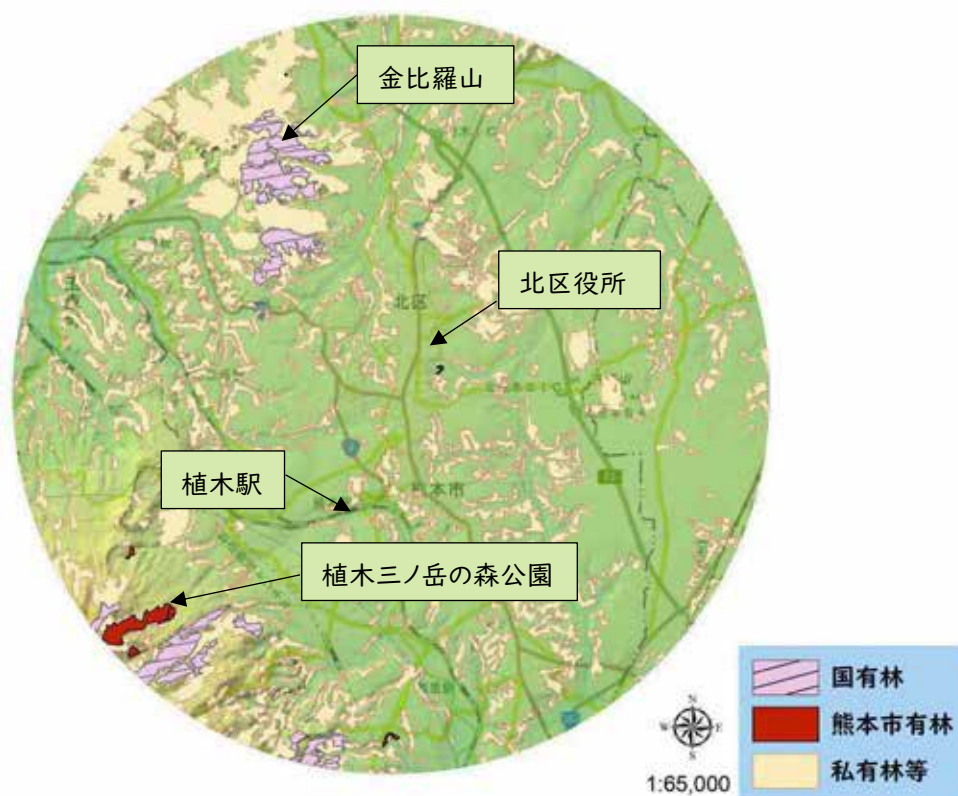 金比羅山
北区役所
北区
玉名
植木駅
熊本市
植木三ノ岳の森公園
N
W
E
S
国有林
熊本市有林
私有林等
1:65,000